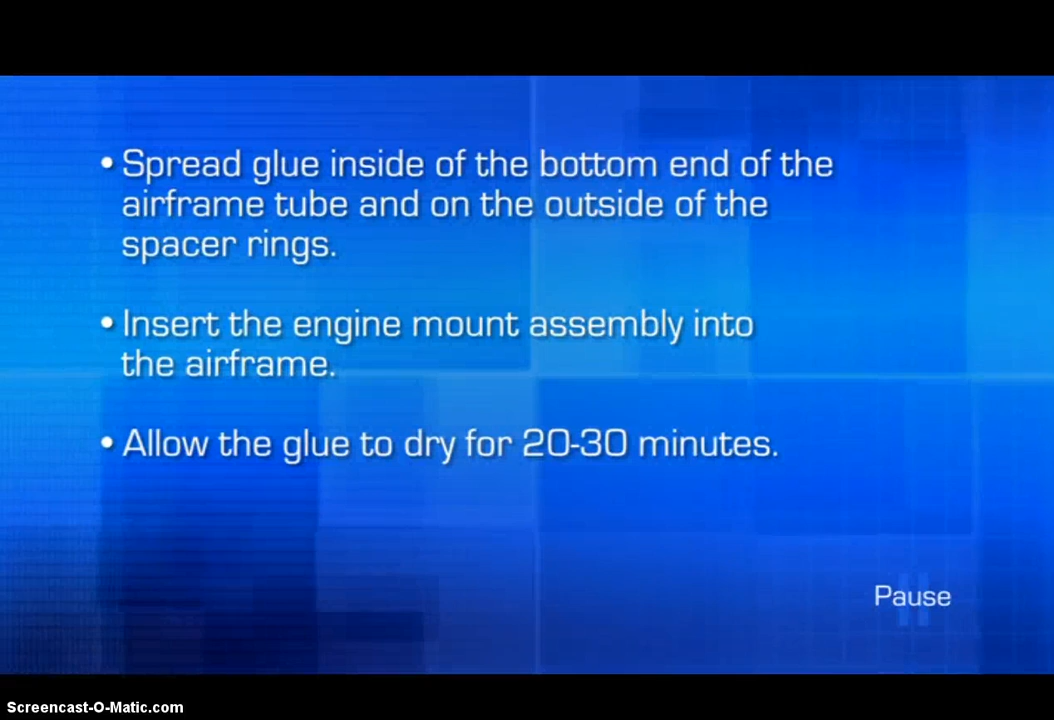 • Spread glue inside of the bottom end of the
airframe tube and on the outside of the
spacer rings.
• Insert the engine mount assembly into
the airframe.
• Allow the glue to dry for 20-30 minutes.
Pause
Screencast-O-Matic.com